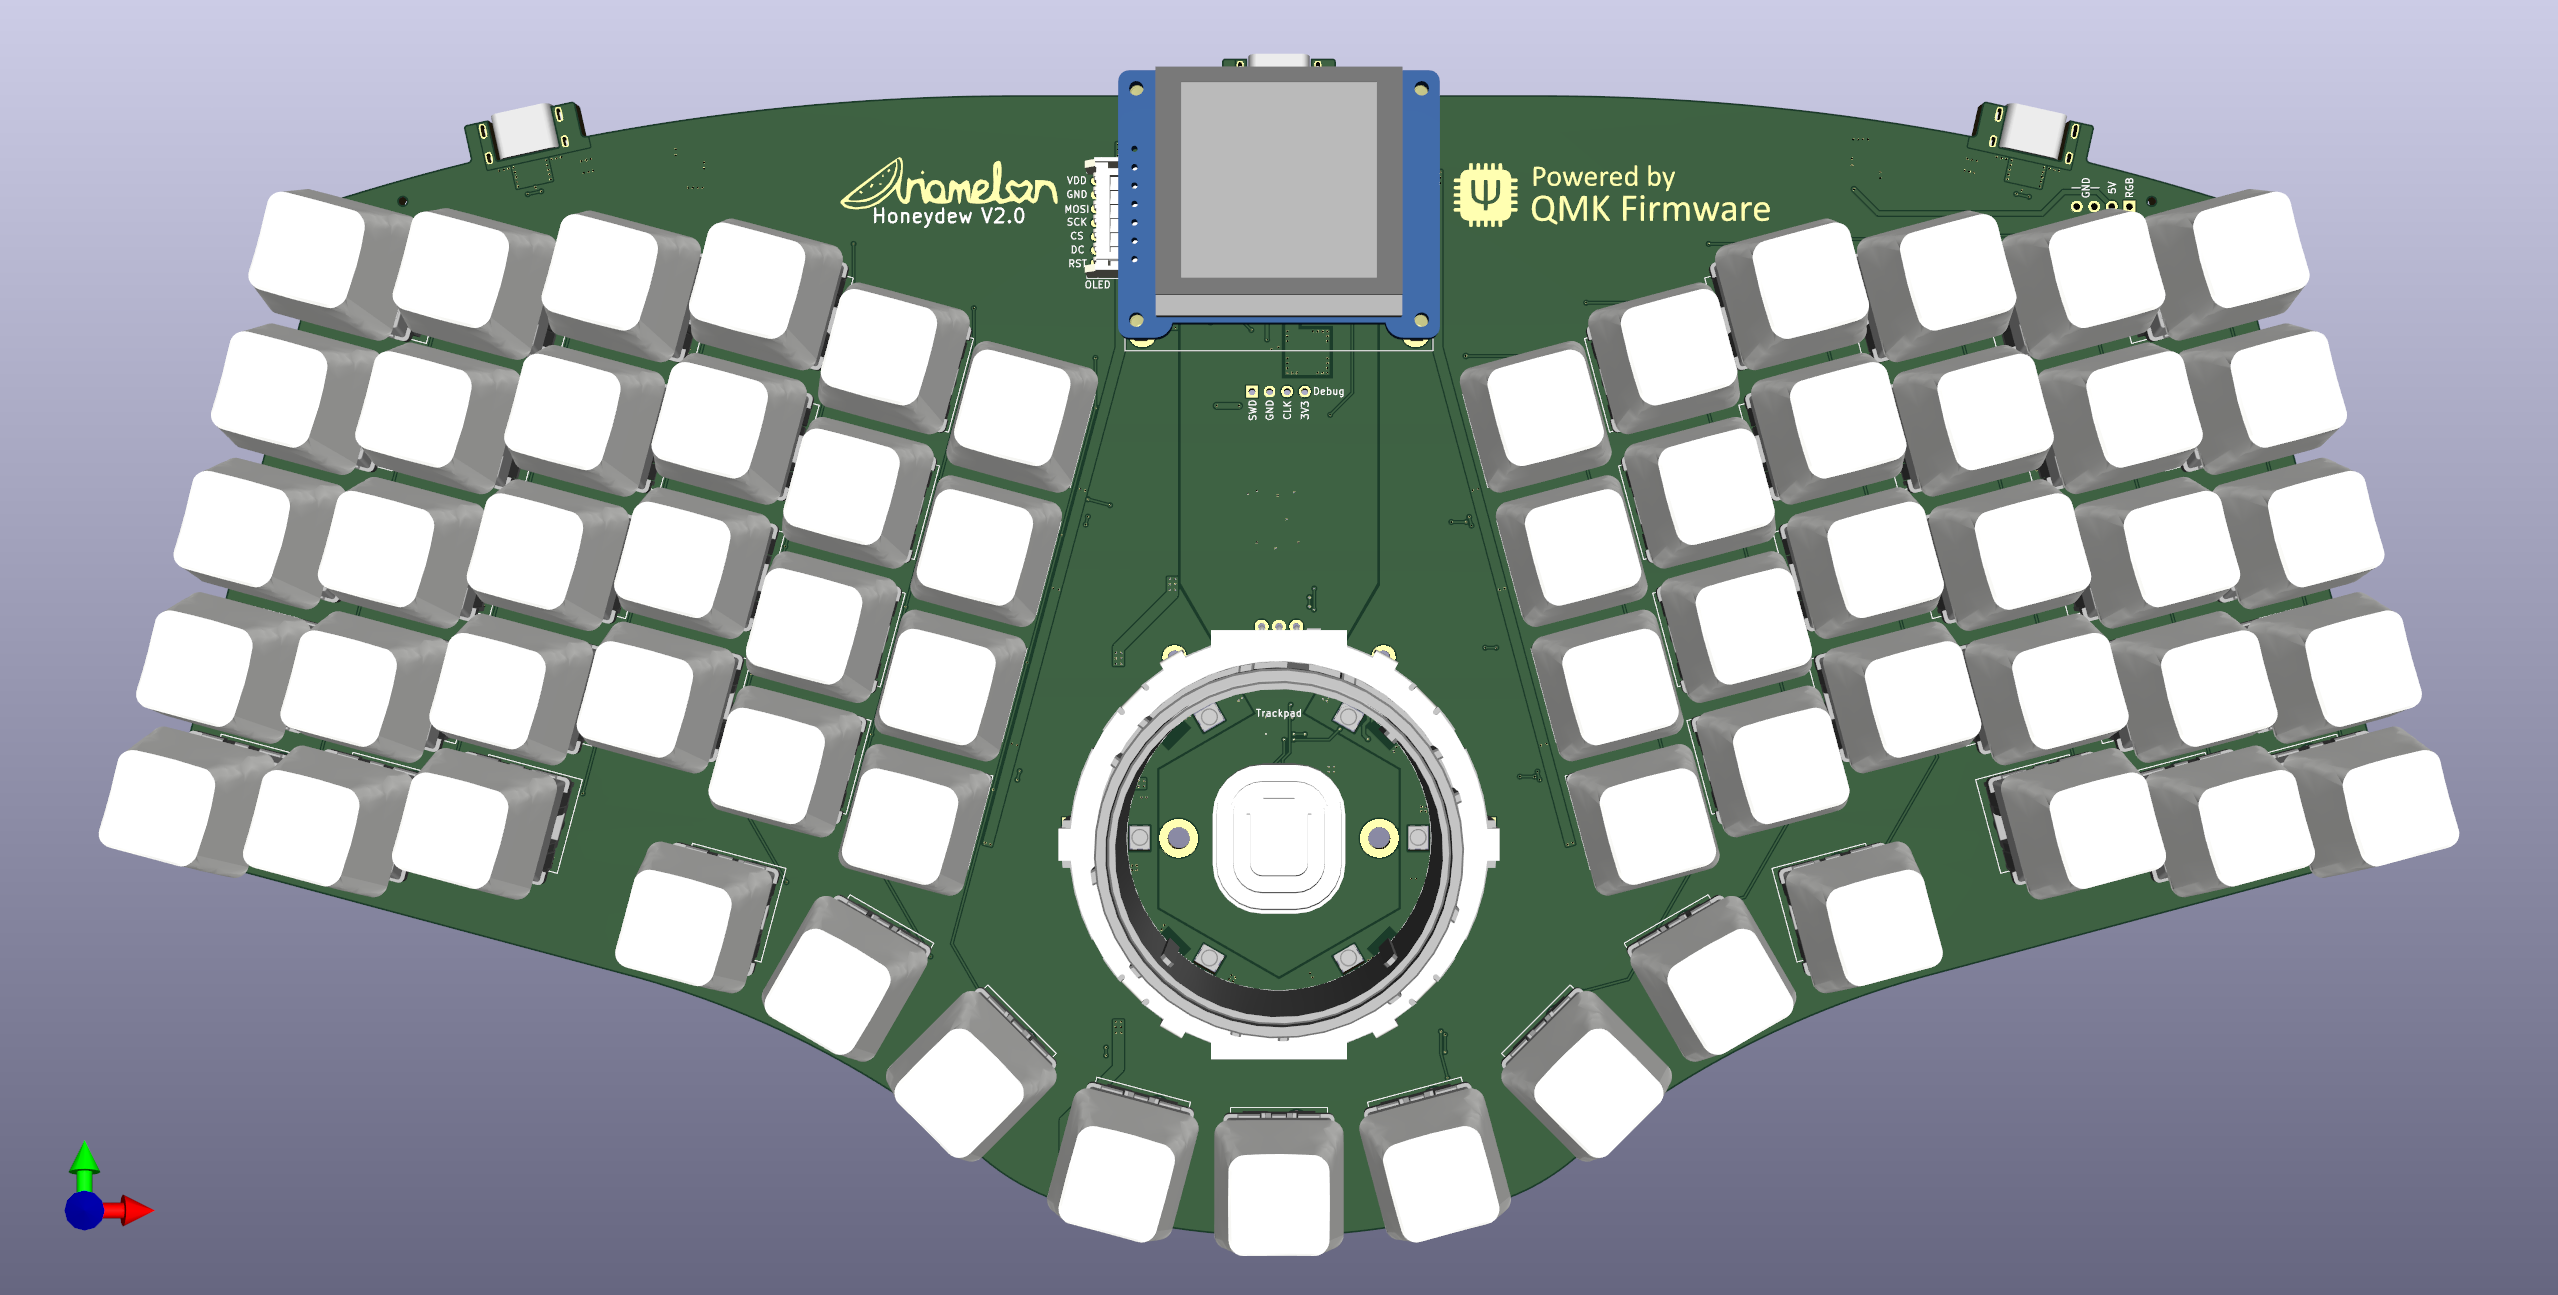 Ariamelon
Honeydew V2.0
VDD
GND
MOSI
SCK
CS
DC
RST
OLED
Powered by
QMK Firmware
GND
5V
RGB
Debug
SWD
GND
CLK
3V3
Trackpad